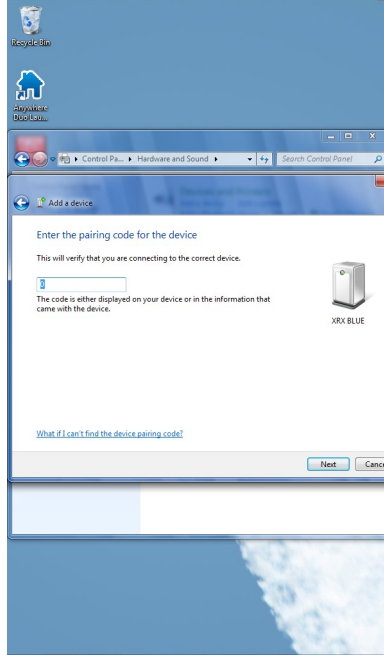 Recycle Bin
Anywhere
Duo Lau...
Control Pa...
Hardware and Sound
Search Control Panel
Add a device
Enter the pairing code for the device
This will verify that you are connecting to the correct device.
0
The code is either displayed on your device or in the information that
came with the device.
XRX BLUE
What if I can't find the device pairing code?
Next
Cance